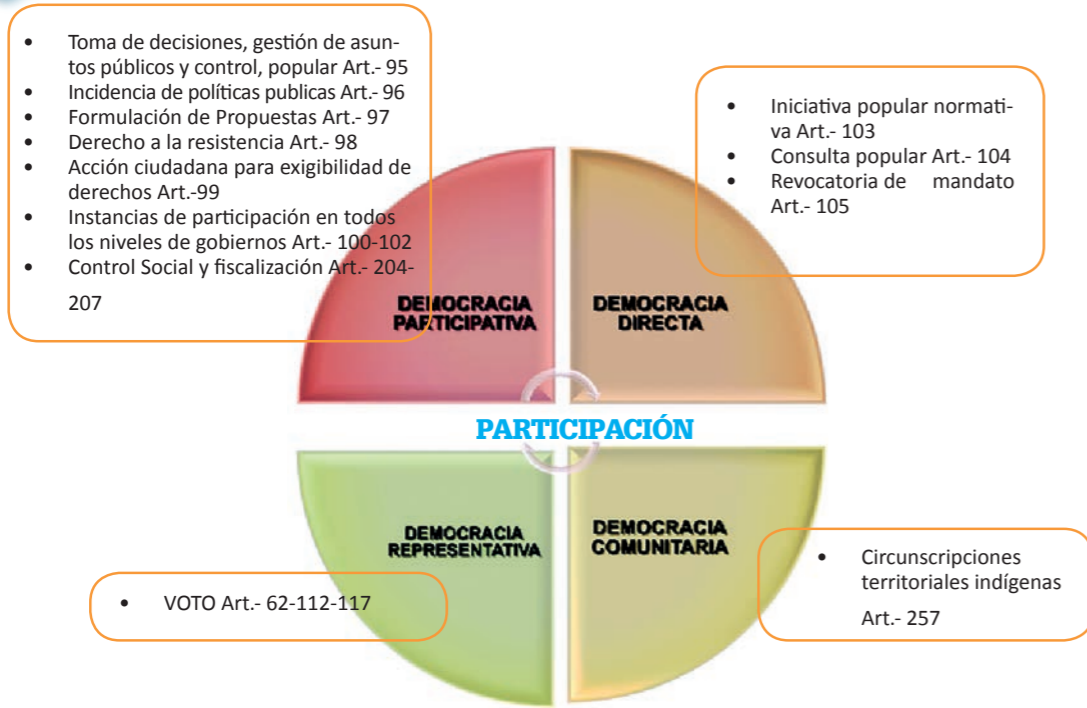 • Toma de decisiones, gestión de asun-
tos públicos y control, popular Art.- 95
• Incidencia de políticas publicas Art.- 96
• Formulación de Propuestas Art.- 97
• Derecho a la resistencia Art.- 98
• Acción ciudadana para exigibilidad de
derechos Art.-99
• Instancias de participación en todos
los niveles de gobiernos Art.- 100-102
• Control Social y fiscalización Art.- 204-
207
• Iniciativa popular normati-
va Art.- 103
• Consulta popular Art.- 104
• Revocatoria de mandato
Art.- 105
DEMOCRACIA
PARTICIPATIVA
DEMOCRACIA
DIRECTA
PARTICIPACIÓN
DEMOCRACIA
REPRESENTATIVA
DEMOCRACIA
COMUNITARIA
• VOTO Art.- 62-112-117
• Circunscripciones
territoriales indígenas
Art.- 257